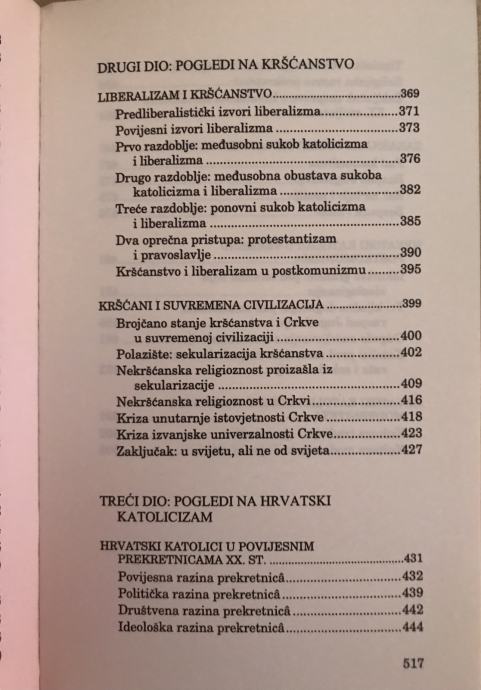 DRUGI DIO: POGLEDI NA KRŠĆANSTVO
LIBERALIZAM I KRŠĆANSTVO..............................369
Predliberalistički izvori liberalizma...................371
Povijesni izvori liberalizma ..............................373
Prvo razdoblje: međusobni sukob katolicizma
i liberalizma .............................................376
Drugo razdoblje: međusobna obustava sukoba
katolicizma i liberalizma ..........................382
Treće razdoblje: ponovni sukob katolicizma
i liberalizma .............................................385
Dva oprečna pristupa: protestantizam
i pravoslavlje ............................................390
Kršćanstvo i liberalizam u postkomunizmu ........395
KRŠĆANI I SUVREMENA CIVILIZACIJA ...................399
Brojčano stanje kršćanstva i Crkve
u suvremenoj civilizaciji ............................400
Polazište: sekularizacija kršćanstva ..................402
Nekršćanska religioznost proizašla iz
sekularizacije ............................................409
Nekršćanska religioznost u Crkvi .....................416
Kriza unutarnje istovjetnosti Crkve ..................418
Kriza izvanjske univerzalnosti Crkve.................423
Zaključak: u svijetu, ali ne od svijeta..................427
TREĆI DIO: POGLEDI NA HRVATSKI
KATOLICIZAM
HRVATSKI KATOLICI U POVIJESNIM
PREKRETNICAMA XX. ST. ................................431
Povijesna razina prekretnicâ............................432
Politička razina prekretnicâ.............................439
Društvena razina prekretnicâ...........................442
Ideološka razina prekretnicâ............................444
517